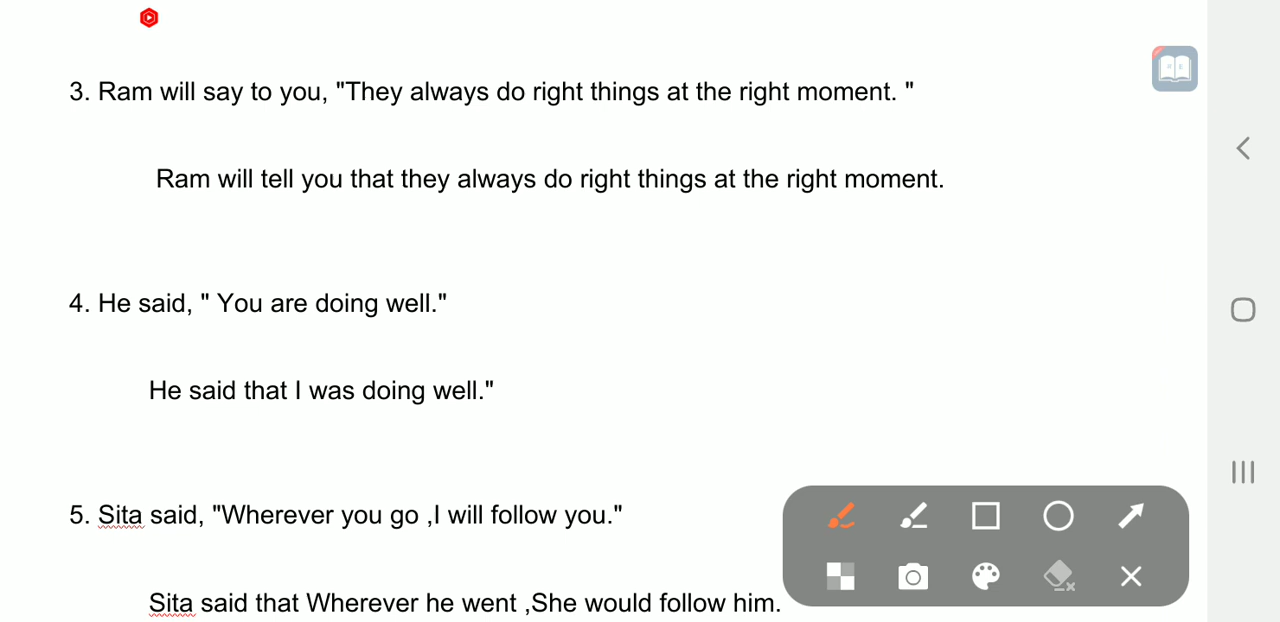 3. Ram will say to you, "They always do right things at the right moment. "
Ram will tell you that they always do right things at the right moment.
4. He said, " You are doing well."
He said that I was doing well."
5. Sita said, "Wherever you go ,I will follow you."
Sita said that Wherever he went ,She would follow him.